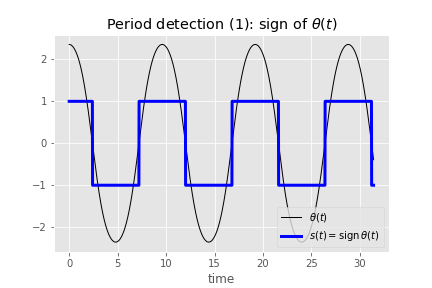 Period detection (1): sign of θ(t)
2
1
0
−1
−2
0 5 10 15 20 25 30
time
θ(t)
s(t) = sign θ(t)